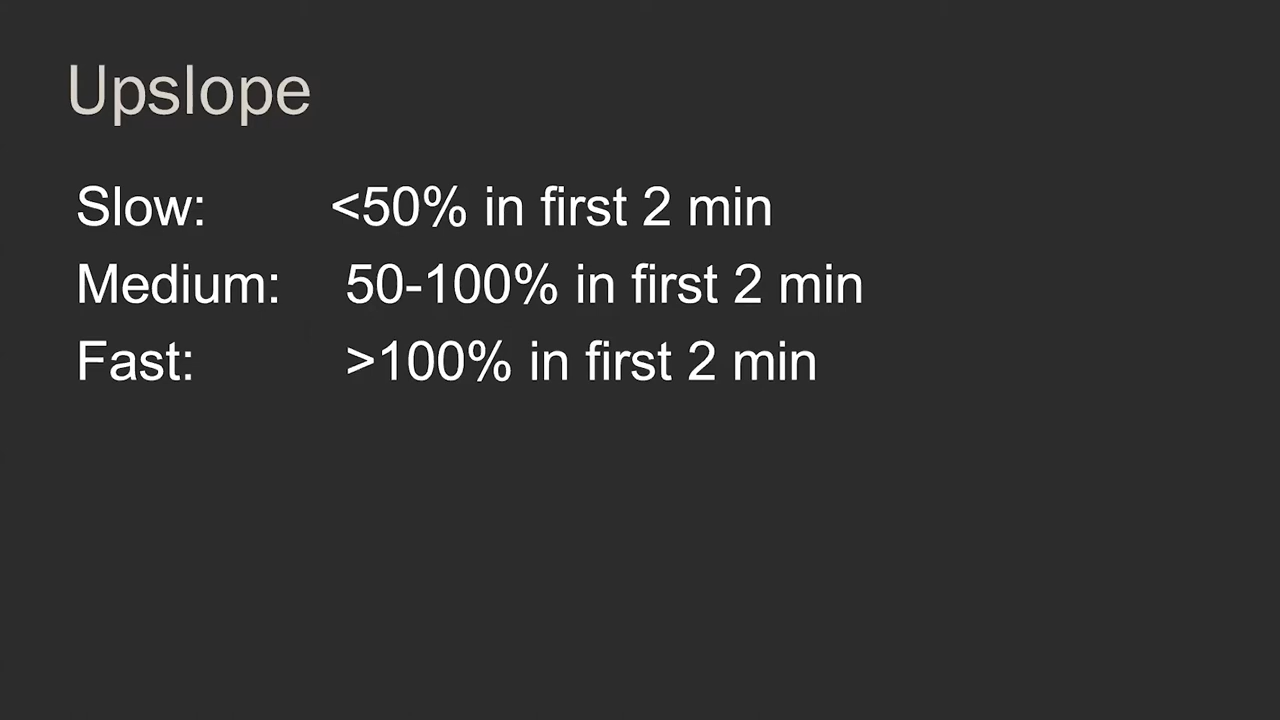 Upslope
Slow: <50% in first 2 min
Medium: 50-100% in first 2 min
Fast: >100% in first 2 min